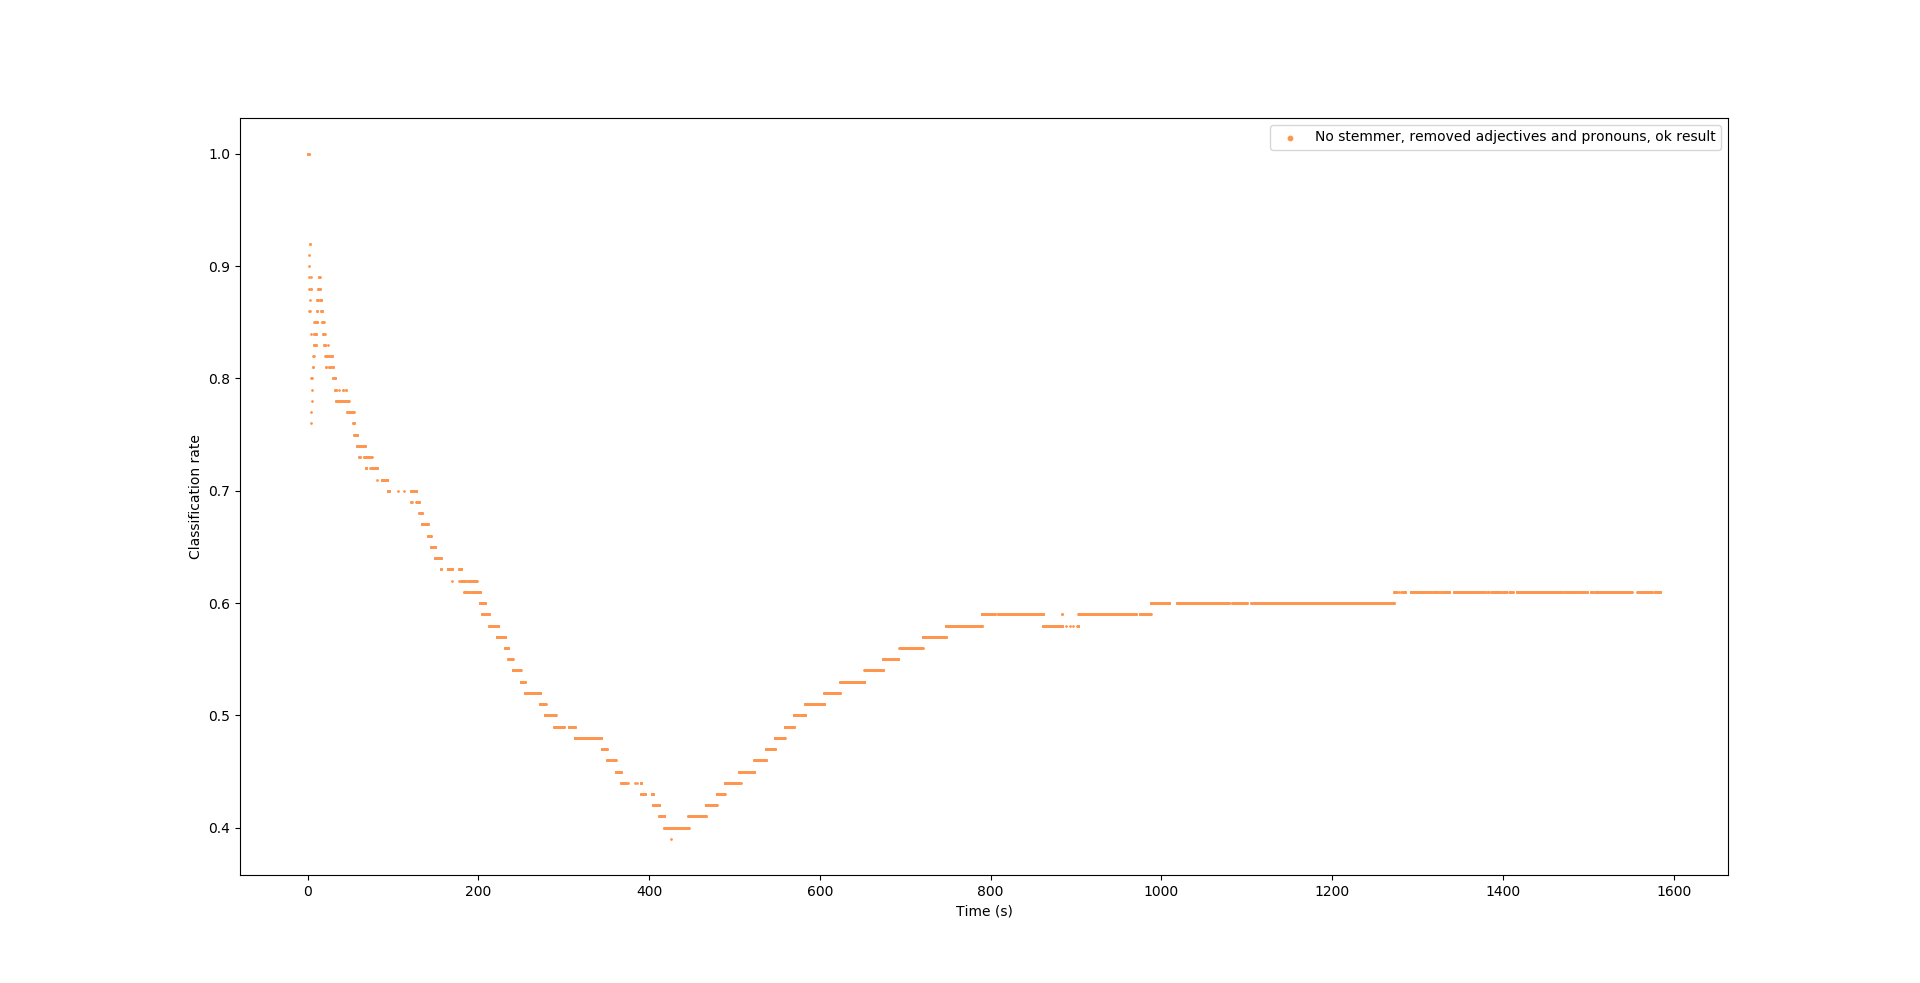 No stemmer, removed adjectives and pronouns, ok result
1.0
0.9
0.8
0.7
0.6
0.5
0.4
Classification rate
0 200 400 600 800 1000 1200 1400 1600
Time (s)